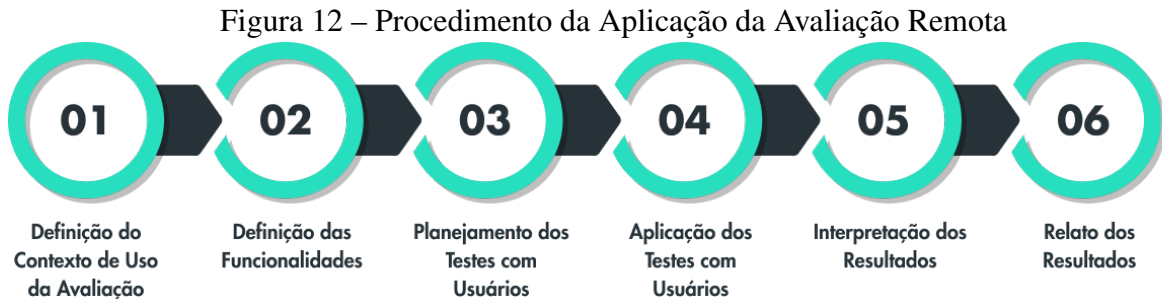 Figura 12 – Procedimento da Aplicação da Avaliação Remota
01
02
03
04
05
06
Definição do
Contexto de Uso
da Avaliação
Definição das
Funcionalidades
Planejamento dos
Testes com
Usuários
Aplicação dos
Testes com
Usuários
Interpretação dos
Resultados
Relato dos
Resultados